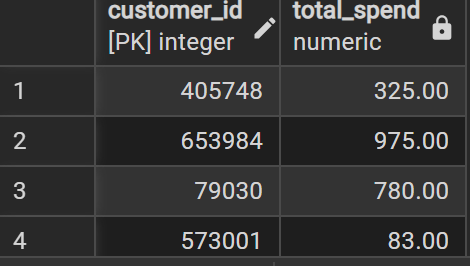 customer_id total_spend
[PK] integer numeric
1 405748 325.00
2 653984 975.00
3 79030 780.00
4 573001 83.00